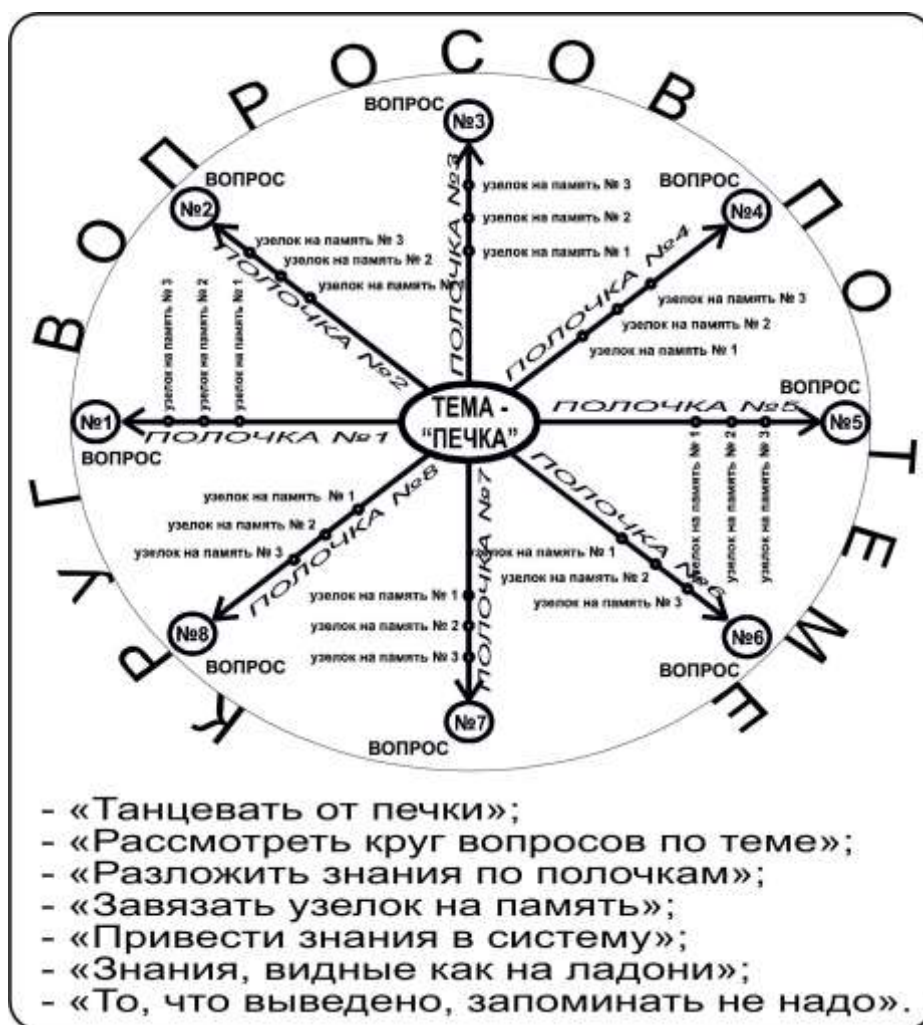 КРУГ ВОПРОСОВ ПО ТЕМЕ
ВОПРОС
№3
ПОЛОЧКА №3
узелок на память № 3
узелок на память № 2
узелок на память № 1
ВОПРОС
№2
узелок на память № 3
узелок на память № 2
узелок на память № 1
ПОЛОЧКА №2
ВОПРОС
№4
ПОЛОЧКА №4
узелок на память № 3
узелок на память № 2
узелок на память № 1
узелок на память № 3
узелок на память № 2
узелок на память № 1
№1
ПОЛОЧКА №1
ВОПРОС
ТЕМА -
“ПЕЧКА”
ВОПРОС
ПОЛОЧКА №5
№5
узелок на память № 1
узелок на память № 2
узелок на память № 3
узелок на память № 1
узелок на память № 2
узелок на память № 3
ПОЛОЧКА №8
№8
ВОПРОС
ПОЛОЧКА №7
узелок на память № 1
узелок на память № 2
узелок на память № 3
№7
ВОПРОС
ПОЛОЧКА №6
узелок на память № 1
узелок на память № 2
узелок на память № 3
№6
ВОПРОС
- «Танцевать от печки»;
- «Рассмотреть круг вопросов по теме»;
- «Разложить знания по полочкам»;
- «Завязать узелок на память»;
- «Привести знания в систему»;
- «Знания, видные как на ладони»;
- «То, что выведено, запоминать не надо».